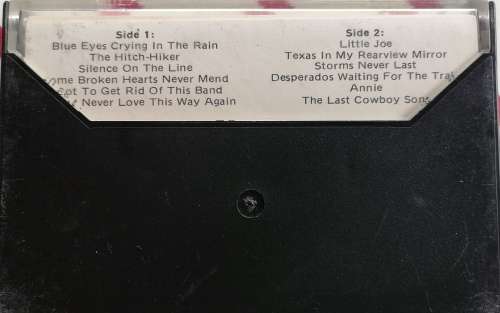 Side 1:
Blue Eyes Crying In The Rain
The Hitch-Hiker
Silence On The Line
ome Broken Hearts Never Mend
ot To Get Rid Of This Band
Never Love This Way Again
Side 2:
Little Joe
Texas In My Rearview Mirror
Storms Never Last
Desperados Waiting For The Tra
Annie
The Last Cowboy Son